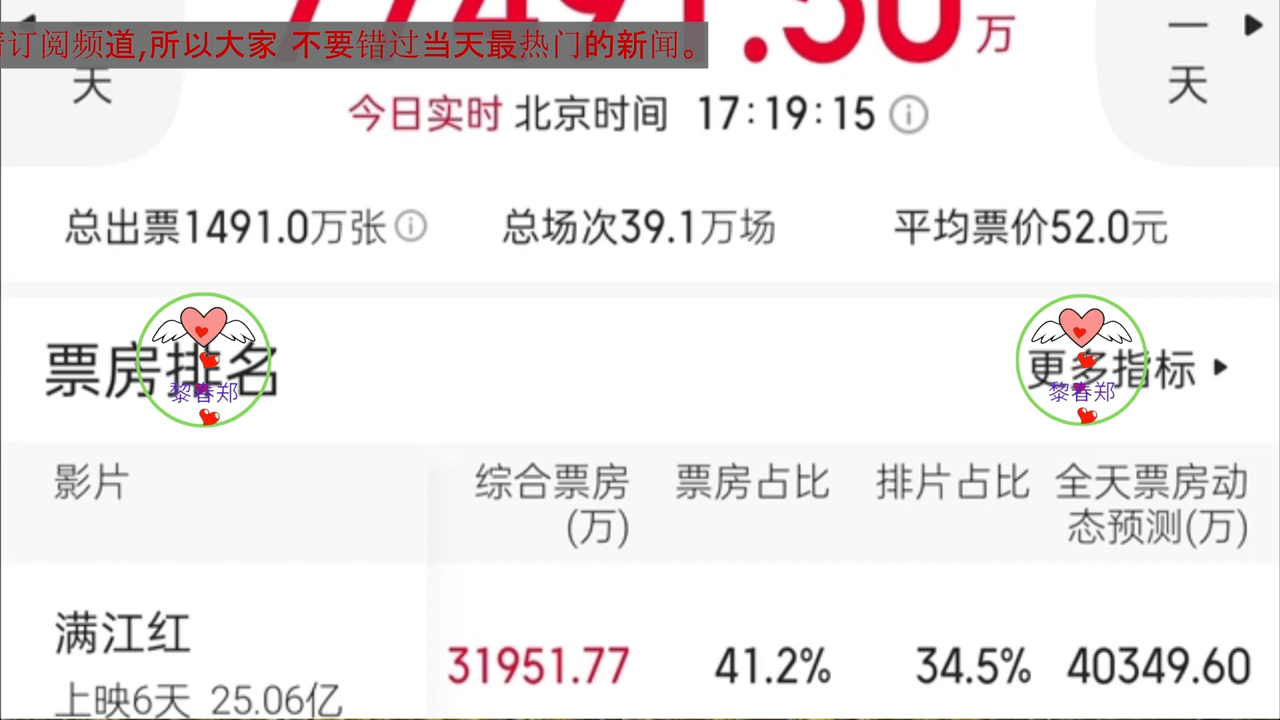 77491.50万
请订阅频道,所以大家 不要错过当天最热门的新闻。
天
一
天
今日实时 北京时间 17:19:15
总出票1491.0万张
总场次39.1万场
平均票价52.0元
票房排名
黎春郑
更多指标
黎春郑
影片
综合票房
(万)
票房占比
排片占比
全天票房动
态预测(万)
满江红
31951.77
41.2%
34.5%
40349.60
上映6天 25.06亿